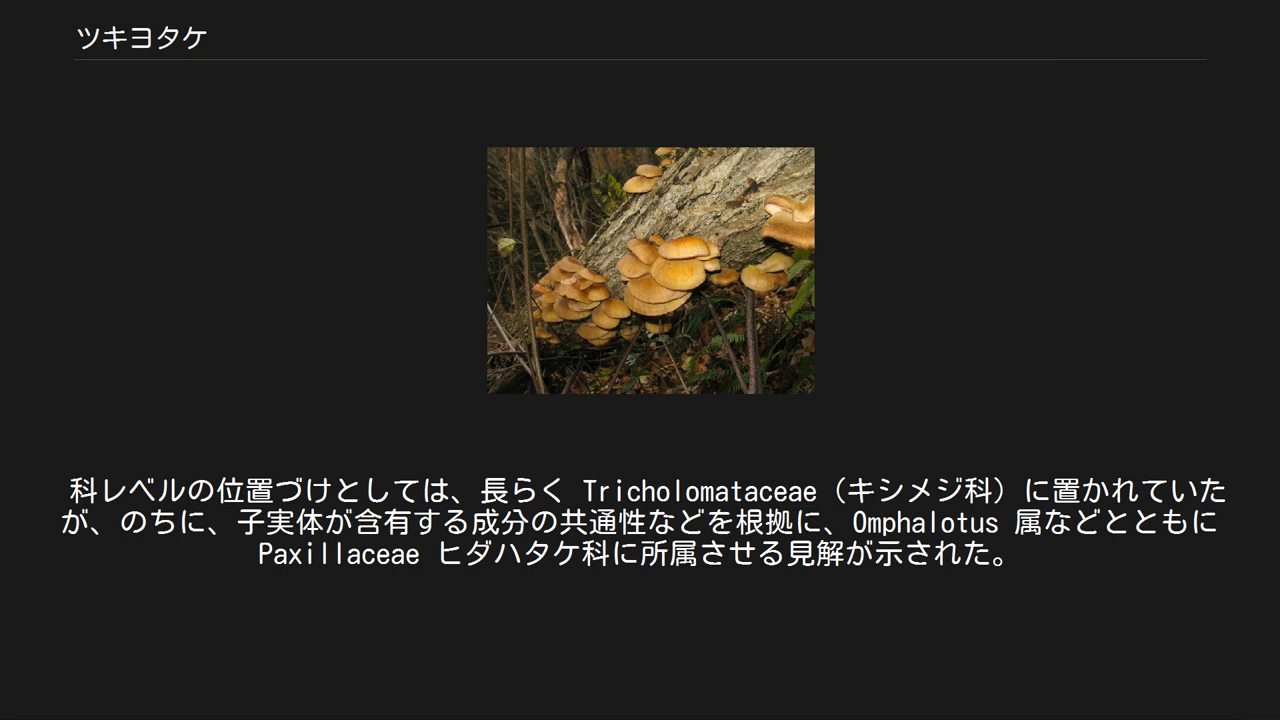 ツキヨタケ
科レベルの位置づけとしては、長らく Tricholomataceae（キシメジ科）に置かれていた
が、のちに、子実体が含有する成分の共通性などを根拠に、Omphalotus 属などとともに
Paxillaceae ヒダハタケ科に所属させる見解が示された。